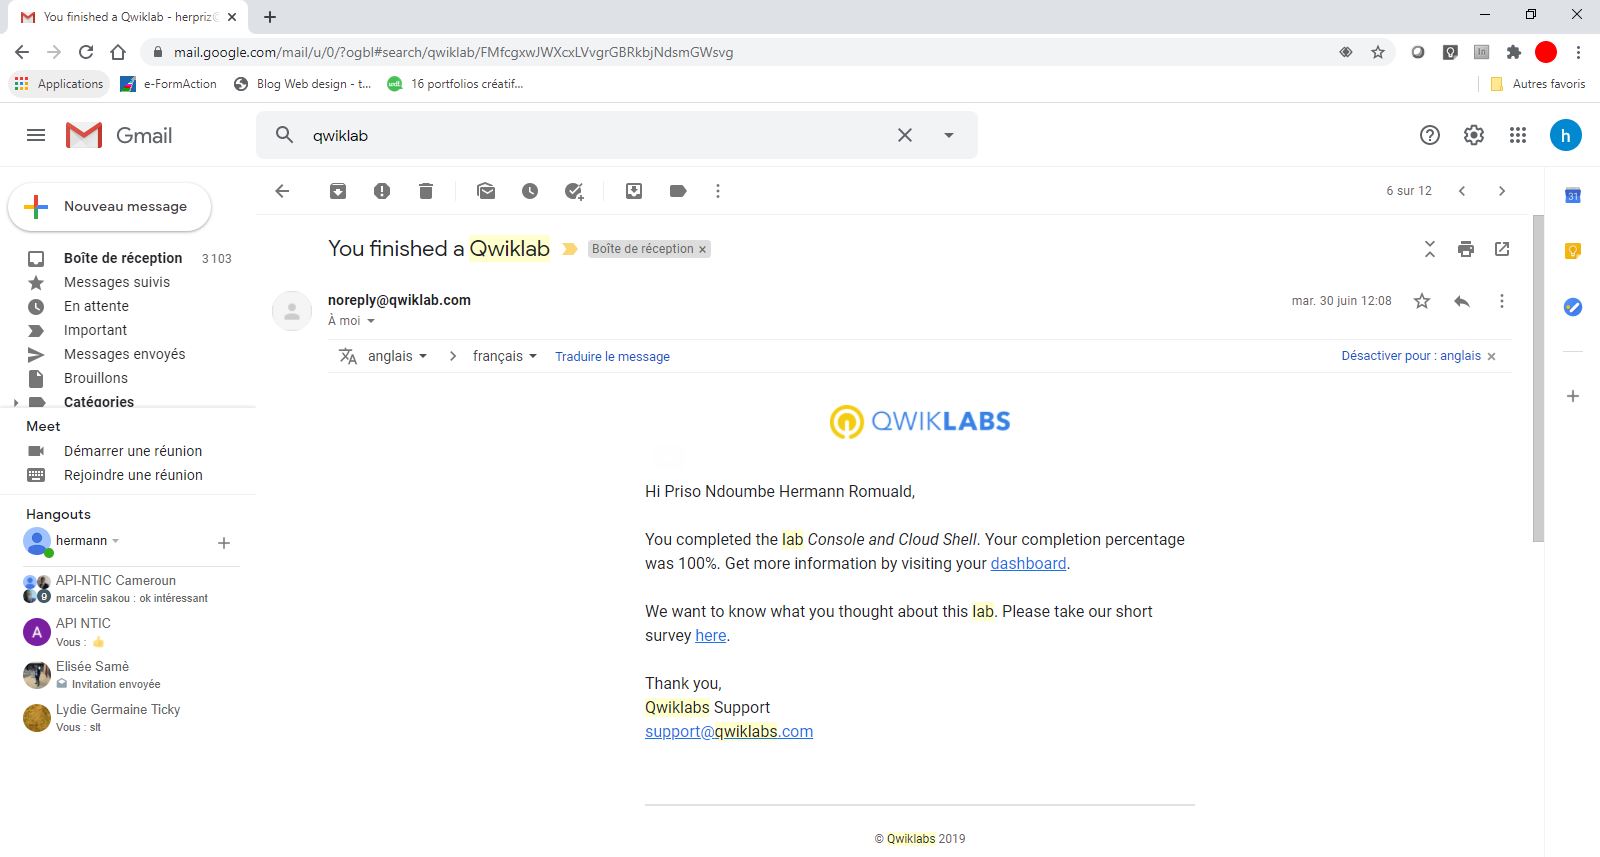 You finished a Qwiklab - herpriz@
mail.google.com/mail/u/0/?ogbl#search/qwiklab/FMfcgxwJWXcxLVvgrGBRkbjNdsmGWsvg
Applications
e-FormAction
Blog Web design - t...
16 portfolios créatif...
Autres favoris
Gmail
qwiklab
h
Nouveau message
6 sur 12
31
Boîte de réception 3 103
Messages suivis
En attente
Important
Messages envoyés
Brouillons
Catégories
Meet
Démarrer une réunion
Rejoindre une réunion
Hangouts
hermann
API-NTIC Cameroun
9
marcelin sakou : ok intéressant
A
API NTIC
Vous : 👍
Elisée Samè
Invitation envoyée
Lydie Germaine Ticky
Vous : slt
You finished a Qwiklab
Boîte de réception ×
noreply@qwiklab.com
mar. 30 juin 12:08
À moi
anglais > français Traduire le message
Désactiver pour : anglais ×
QWIKLABS
Hi Priso Ndoumbe Hermann Romuald,
You completed the lab Console and Cloud Shell. Your completion percentage
was 100%. Get more information by visiting your dashboard.
We want to know what you thought about this lab. Please take our short
survey here.
Thank you,
Qwiklabs Support
support@qwiklabs.com
© Qwiklabs 2019